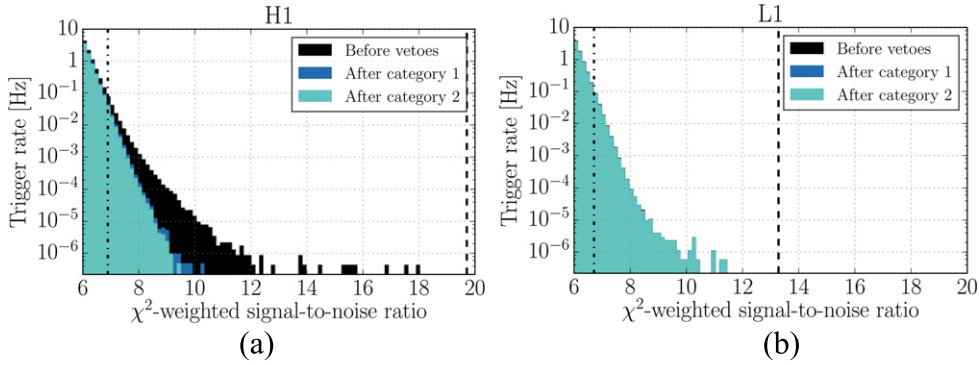 H1
Trigger rate [Hz]
10
1
10⁻¹
10⁻²
10⁻³
10⁻⁴
10⁻⁵
10⁻⁶
Before vetoes
After category 1
After category 2
6 8 10 12 14 16 18 20
χ²-weighted signal-to-noise ratio
(a)
L1
Trigger rate [Hz]
10
1
10⁻¹
10⁻²
10⁻³
10⁻⁴
10⁻⁵
10⁻⁶
Before vetoes
After category 1
After category 2
6 8 10 12 14 16 18 20
χ²-weighted signal-to-noise ratio
(b)